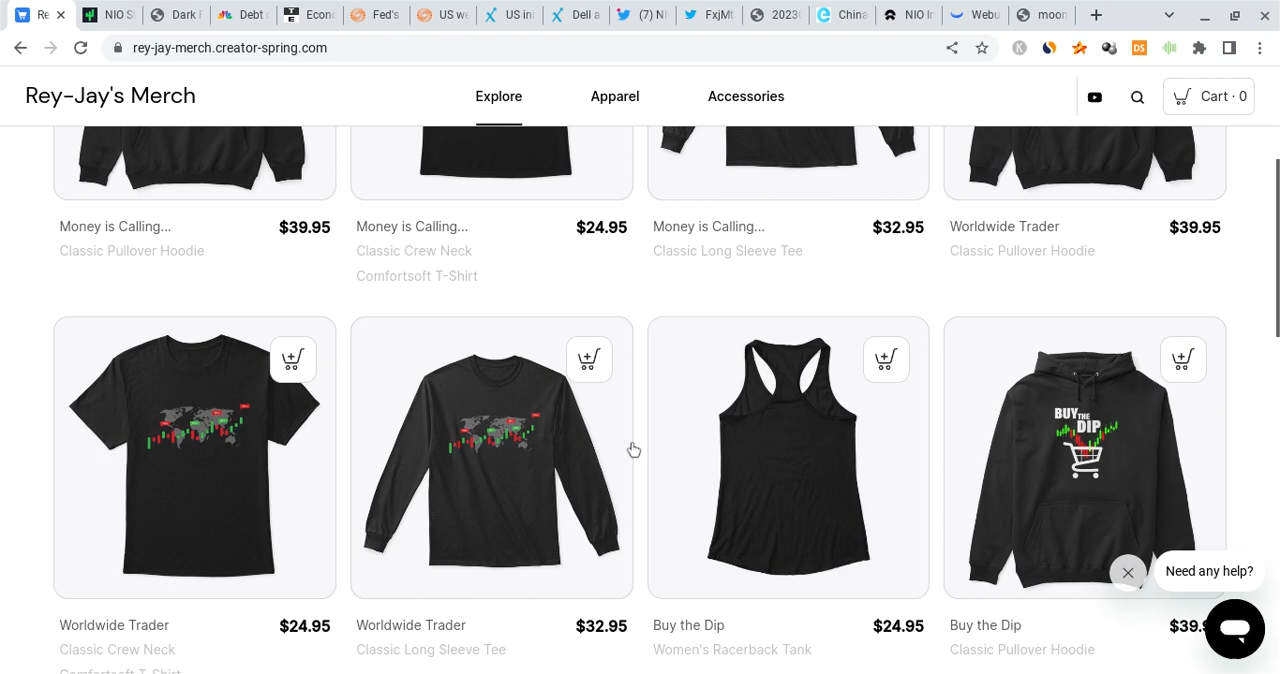 Re
NIO S
Dark F
Debt
Econ
Fed's
US we
US in
Dell a
(7) NI
FxjMt
2023
China
NIO In
Webu
moon
rey-jay-merch.creator-spring.com
K
DS
Rey-Jay's Merch
Explore
Apparel
Accessories
Cart · 0
Money is Calling... $39.95
Classic Pullover Hoodie
Money is Calling... $24.95
Classic Crew Neck
Comfortsoft T-Shirt
Money is Calling... $32.95
Classic Long Sleeve Tee
Worldwide Trader $39.95
Classic Pullover Hoodie
BUY THE
DIP
Need any help?
Worldwide Trader $24.95
Classic Crew Neck
Comfortsoft T-Shirt
Worldwide Trader $32.95
Classic Long Sleeve Tee
Buy the Dip $24.95
Women's Racerback Tank
Buy the Dip $39.9
Classic Pullover Hoodie